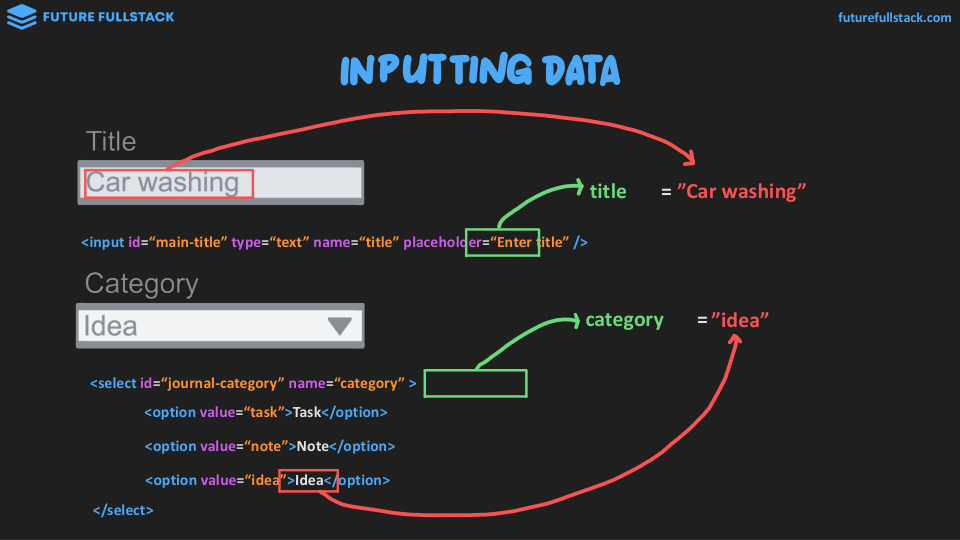 FUTURE FULLSTACK
futurefullstack.com
INPUTTING DATA
Title
Car washing
title = ”Car washing”
<input id=“main-title” type=“text” name=“title” placeholder=“Enter title” />
Category
Idea
category = ”idea”
<select id=“journal-category” name=“category” >
<option value=“task”>Task</option>
<option value=“note”>Note</option>
<option value=“idea”>Idea</option>
</select>